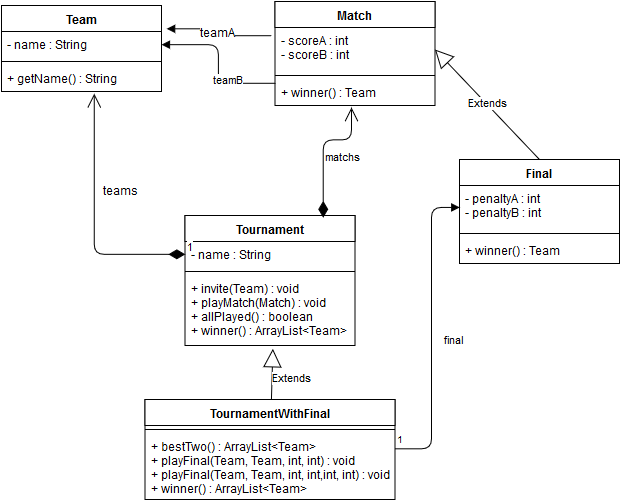 Team
- name : String
+ getName() : String
teamA
teamB
Match
- scoreA : int
- scoreB : int
+ winner() : Team
Extends
Final
- penaltyA : int
- penaltyB : int
+ winner() : Team
teams
matchs
Tournament
1
- name : String
+ invite(Team) : void
+ playMatch(Match) : void
+ allPlayed() : boolean
+ winner() : ArrayList<Team>
Extends
final
TournamentWithFinal
1
+ bestTwo() : ArrayList<Team>
+ playFinal(Team, Team, int, int) : void
+ playFinal(Team, Team, int, int,int, int) : void
+ winner() : ArrayList<Team>